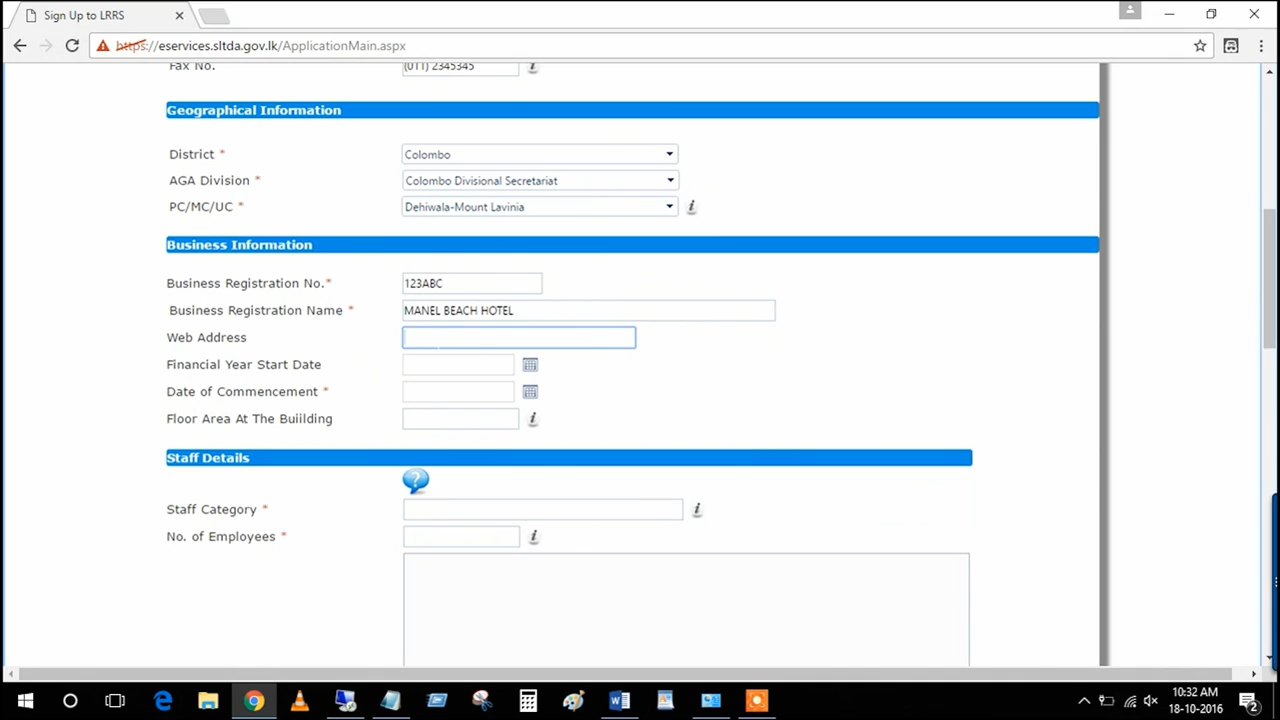 Sign Up to LRRS
https://eservices.sltda.gov.lk/ApplicationMain.aspx
Fax No. (011) 2345345
Geographical Information
District * Colombo
AGA Division * Colombo Divisional Secretariat
PC/MC/UC * Dehiwala-Mount Lavinia
Business Information
Business Registration No.* 123ABC
Business Registration Name * MANEL BEACH HOTEL
Web Address
Financial Year Start Date
Date of Commencement *
Floor Area At The Buiilding
Staff Details
Staff Category *
No. of Employees *
10:32 AM
18-10-2016
2